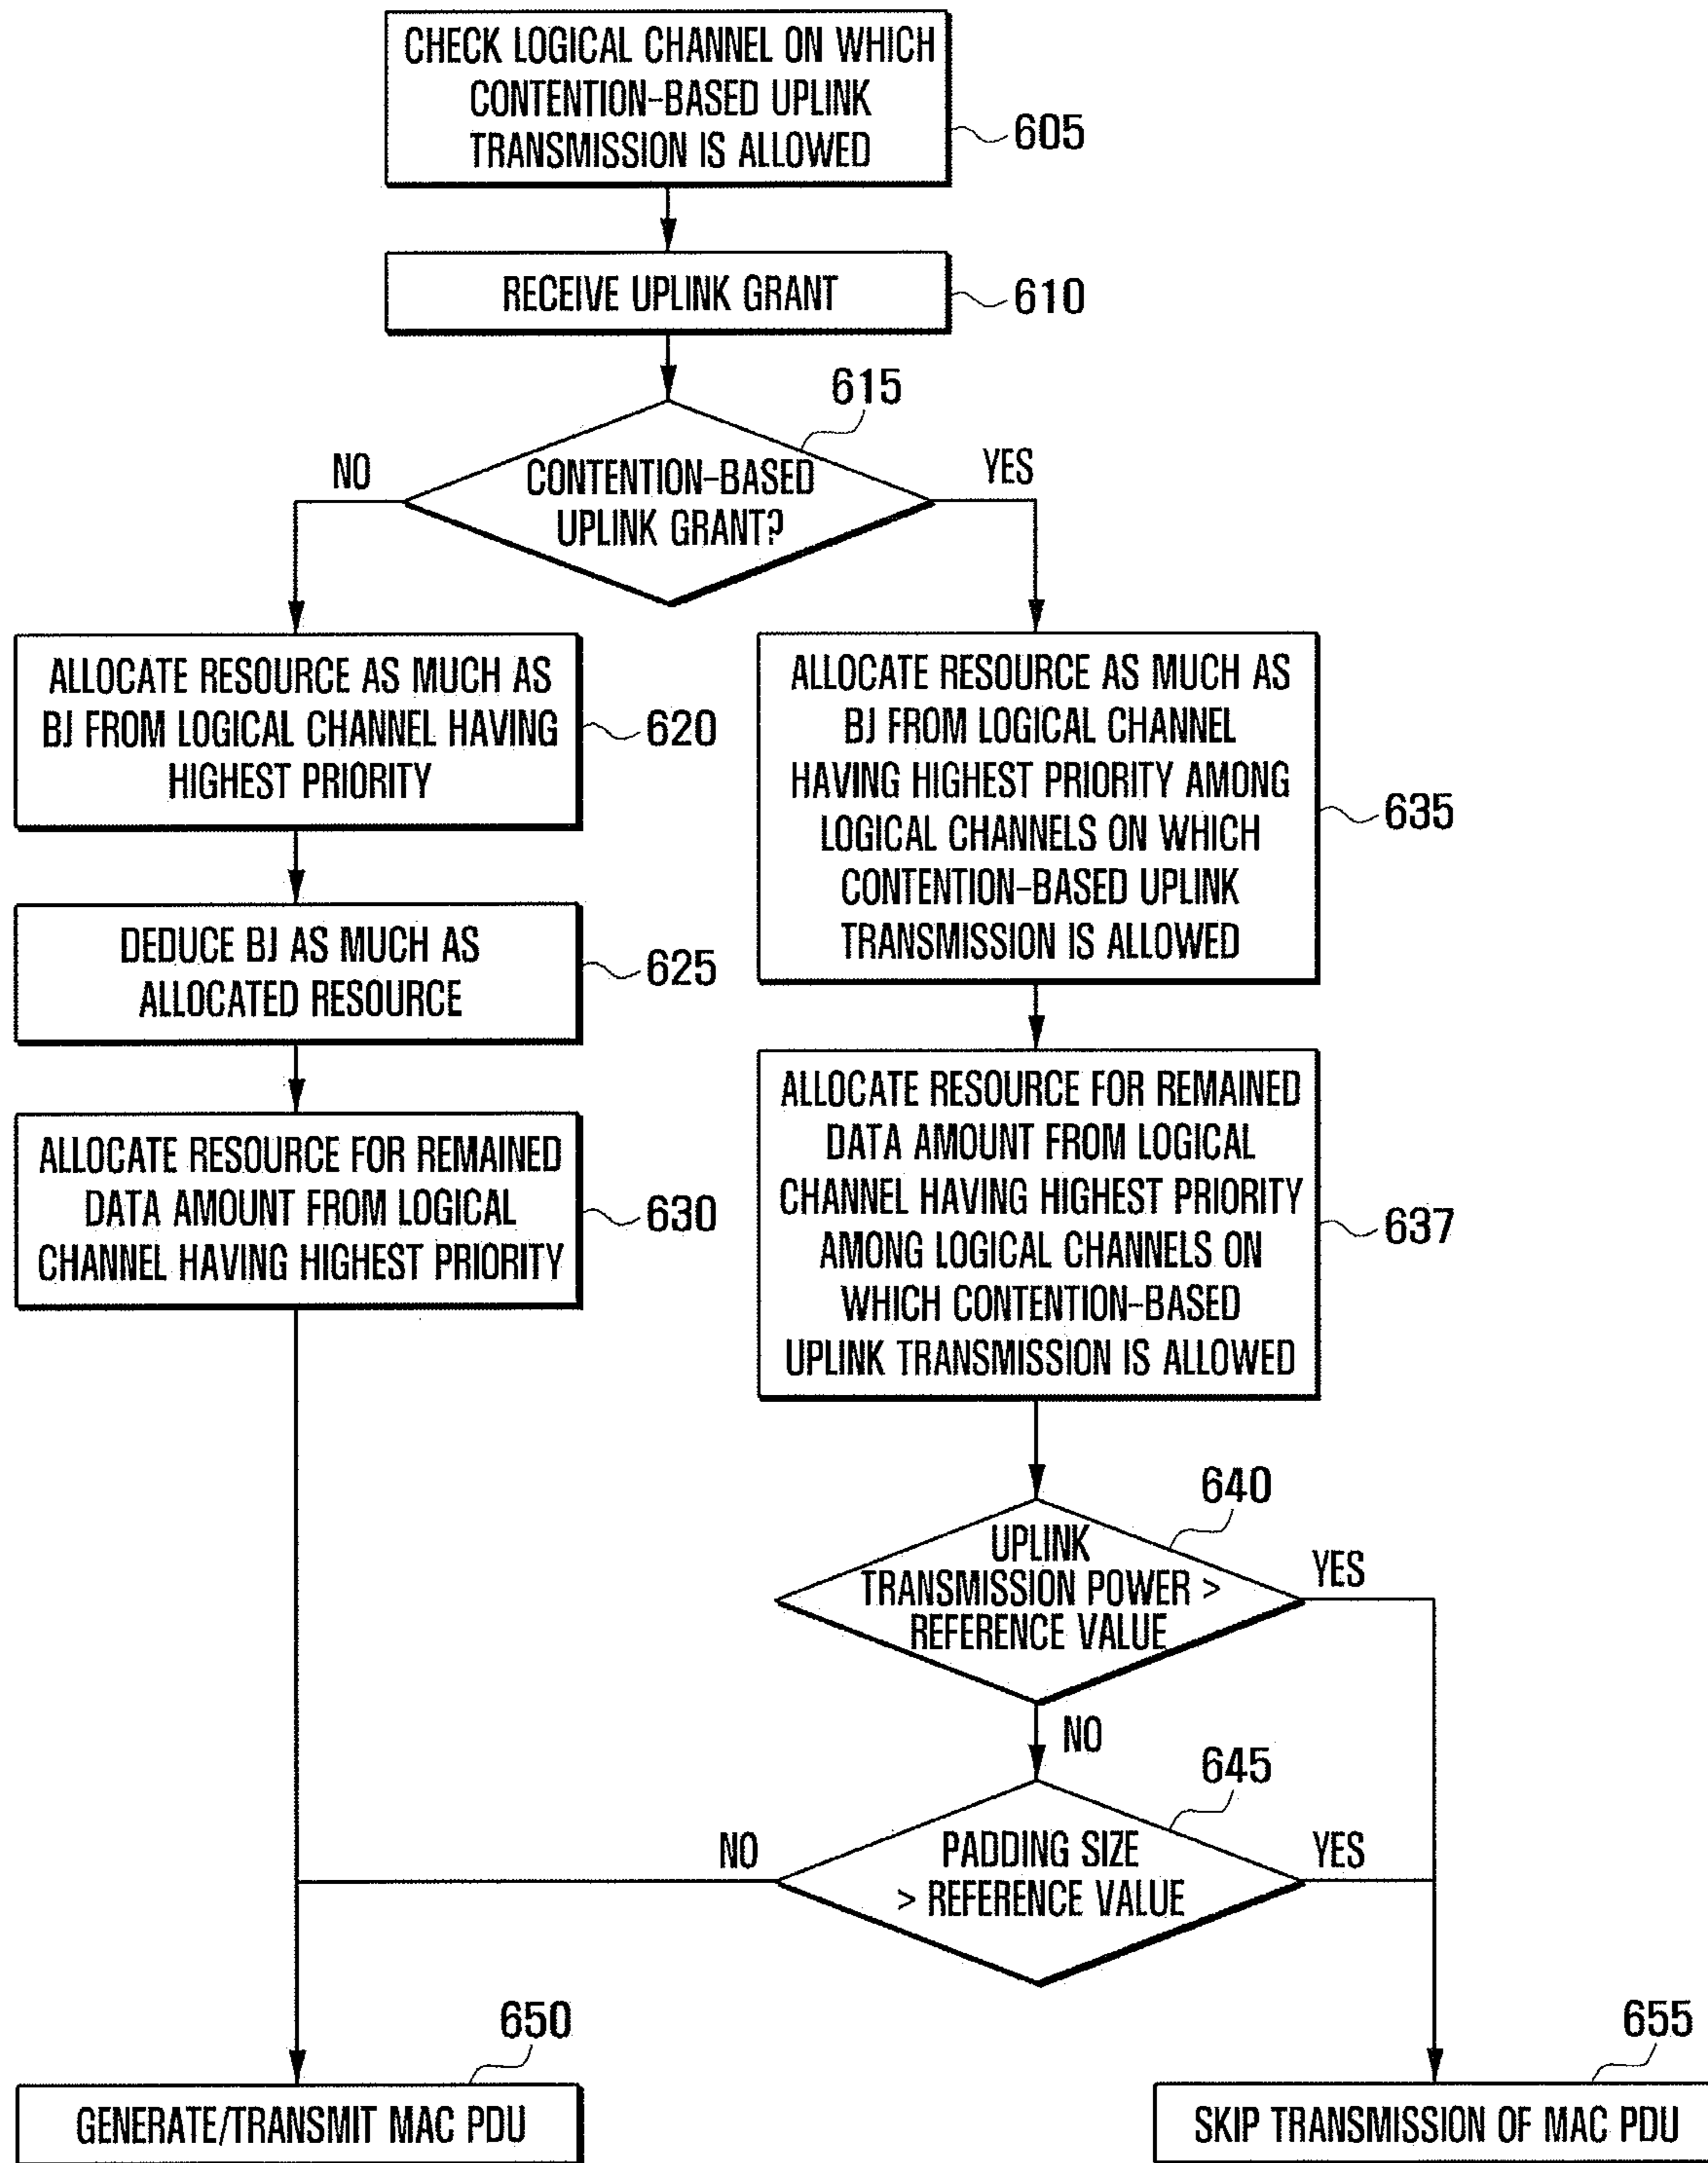 CHECK LOGICAL CHANNEL ON WHICH
CONTENTION-BASED UPLINK
TRANSMISSION IS ALLOWED
605
RECEIVE UPLINK GRANT
610
615
NO
CONTENTION-BASED
UPLINK GRANT?
YES
ALLOCATE RESOURCE AS MUCH AS
BJ FROM LOGICAL CHANNEL HAVING
HIGHEST PRIORITY
620
DEDUCE BJ AS MUCH AS
ALLOCATED RESOURCE
625
ALLOCATE RESOURCE FOR REMAINED
DATA AMOUNT FROM LOGICAL
CHANNEL HAVING HIGHEST PRIORITY
630
ALLOCATE RESOURCE AS MUCH AS
BJ FROM LOGICAL CHANNEL
HAVING HIGHEST PRIORITY AMONG
LOGICAL CHANNELS ON WHICH
CONTENTION-BASED UPLINK
TRANSMISSION IS ALLOWED
635
ALLOCATE RESOURCE FOR REMAINED
DATA AMOUNT FROM LOGICAL
CHANNEL HAVING HIGHEST PRIORITY
AMONG LOGICAL CHANNELS ON
WHICH CONTENTION-BASED
UPLINK TRANSMISSION IS ALLOWED
637
640
UPLINK
TRANSMISSION POWER >
REFERENCE VALUE
YES
NO
645
NO
PADDING SIZE
> REFERENCE VALUE
YES
650
GENERATE/TRANSMIT MAC PDU
655
SKIP TRANSMISSION OF MAC PDU